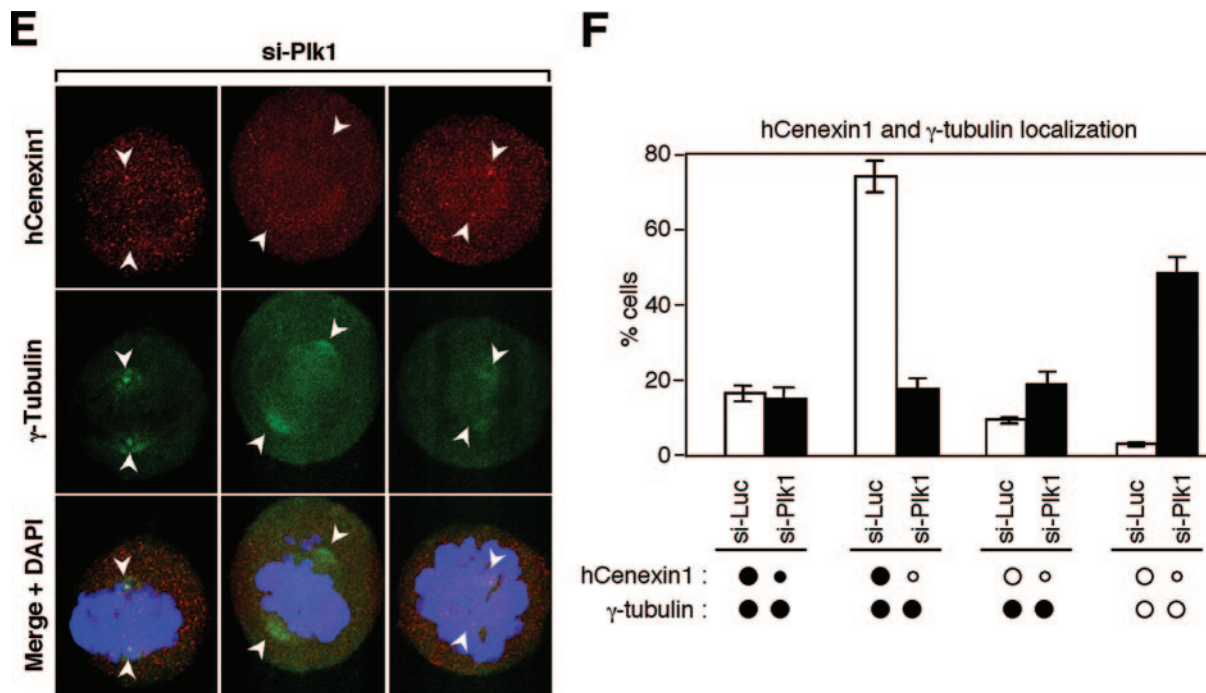 E
si-Plk1
hCenexin1
γ-Tubulin
Merge + DAPI
F
hCenexin1 and γ-tubulin localization
% cells
80
60
40
20
0
si-Luc si-Plk1 si-Luc si-Plk1 si-Luc si-Plk1 si-Luc si-Plk1
hCenexin1 :
γ-tubulin :